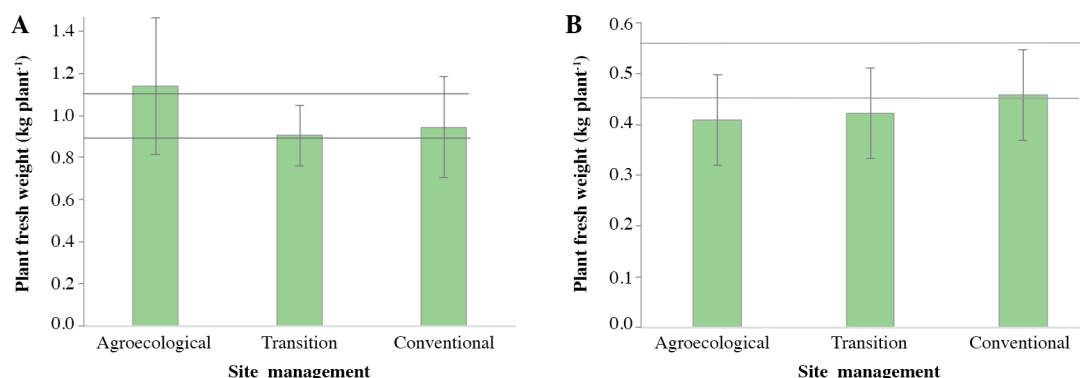 A
Plant fresh weight (kg plant⁻¹)
1.4
1.2
1.0
0.8
0.6
0.4
0.2
0.0
Agroecological Transition Conventional
Site management
B
Plant fresh weight (kg plant⁻¹)
0.6
0.5
0.4
0.3
0.2
0.1
0.0
Agroecological Transition Conventional
Site management